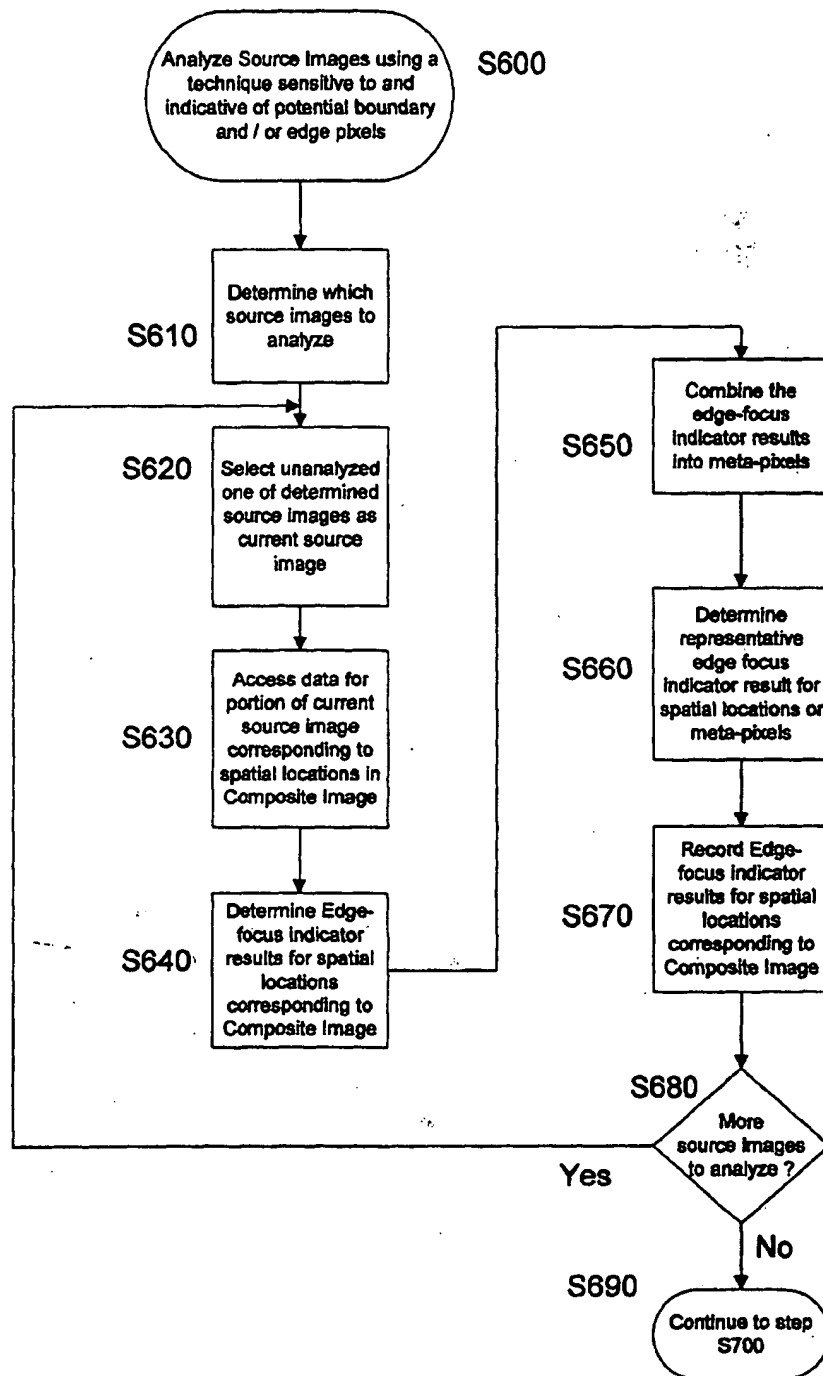 Analyze Source Images using a
technique sensitive to and
indicative of potential boundary
and / or edge pixels
S600
Determine which
source images to
analyze
S610
S620
Select unanalyzed
one of determined
source images as
current source
image
Access data for
portion of current
source image
corresponding to
spatial locations in
Composite Image
S630
Determine Edge-
focus indicator
results for spatial
locations
corresponding to
Composite Image
S640
Combine the
edge-focus
indicator results
into meta-pixels
S650
Determine
representative
edge focus
indicator result for
spatial locations or
meta-pixels
S660
Record Edge-
focus indicator
results for spatial
locations
corresponding to
Composite Image
S670
S680
More
source images
to analyze ?
Yes
No
S690
Continue to step
S700